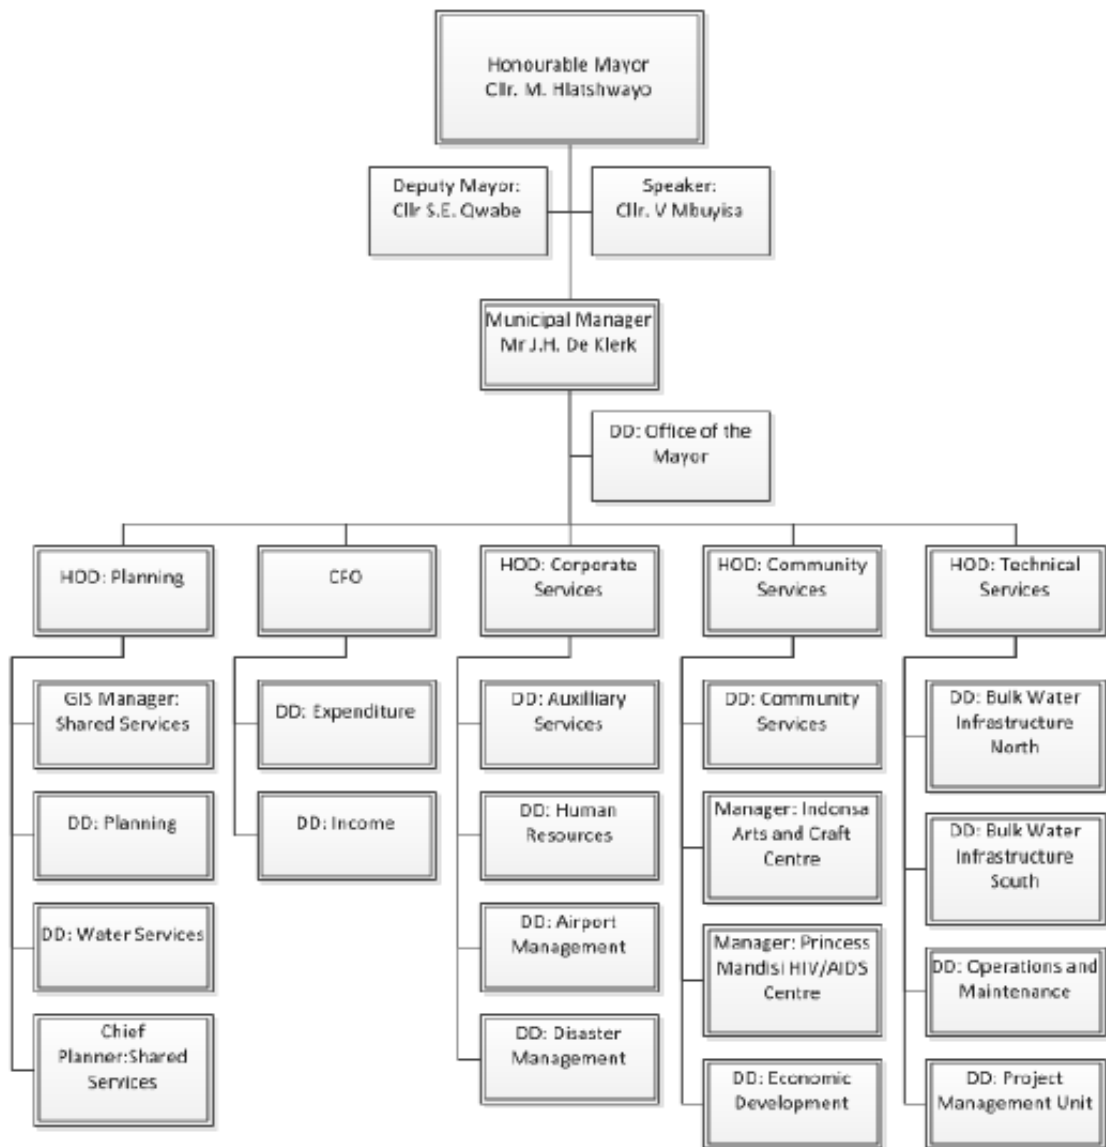 Honourable Mayor
Cllr. M. Hlatshwayo
Deputy Mayor:
Cllr S.E. Qwabe
Speaker:
Cllr. V Mbuyisa
Municipal Manager
Mr J.H. De Klerk
DD: Office of the
Mayor
HOD: Planning
CFO
HOD: Corporate
Services
HOD: Community
Services
HOD: Technical
Services
GIS Manager:
Shared Services
DD: Planning
DD: Water Services
Chief
Planner:Shared
Services
DD: Expenditure
DD: Income
DD: Auxilliary
Services
DD: Human
Resources
DD: Airport
Management
DD: Disaster
Management
DD: Community
Services
Manager: Indonsa
Arts and Craft
Centre
Manager: Princess
Mandisi HIV/AIDS
Centre
DD: Economic
Development
DD: Bulk Water
Infrastructure
North
DD: Bulk Water
Infrastructure
South
DD: Operations and
Maintenance
DD: Project
Management Unit